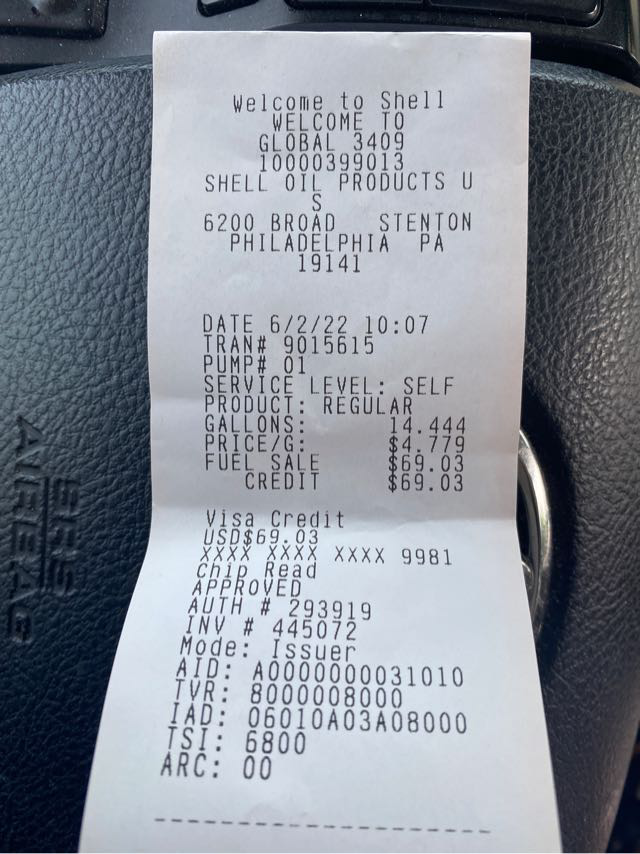 Welcome to Shell
WELCOME TO
GLOBAL 3409
10000399013
SHELL OIL PRODUCTS U
S
6200 BROAD   STENTON
PHILADELPHIA  PA
19141
DATE 6/2/22 10:07
TRAN# 9015615
PUMP# 01
SERVICE LEVEL: SELF
PRODUCT: REGULAR
GALLONS: 14.444
PRICE/G: $4.779
FUEL SALE $69.03
CREDIT $69.03
Visa Credit
USD$69.03
XXXX XXXX XXXX 9981
Chip Read
APPROVED
AUTH # 293919
INV # 445072
Mode: Issuer
AID: A0000000031010
TVR: 8000008000
IAD: 06010A03A08000
TSI: 6800
ARC: 00
--------------------------
SRS
AIRBAG